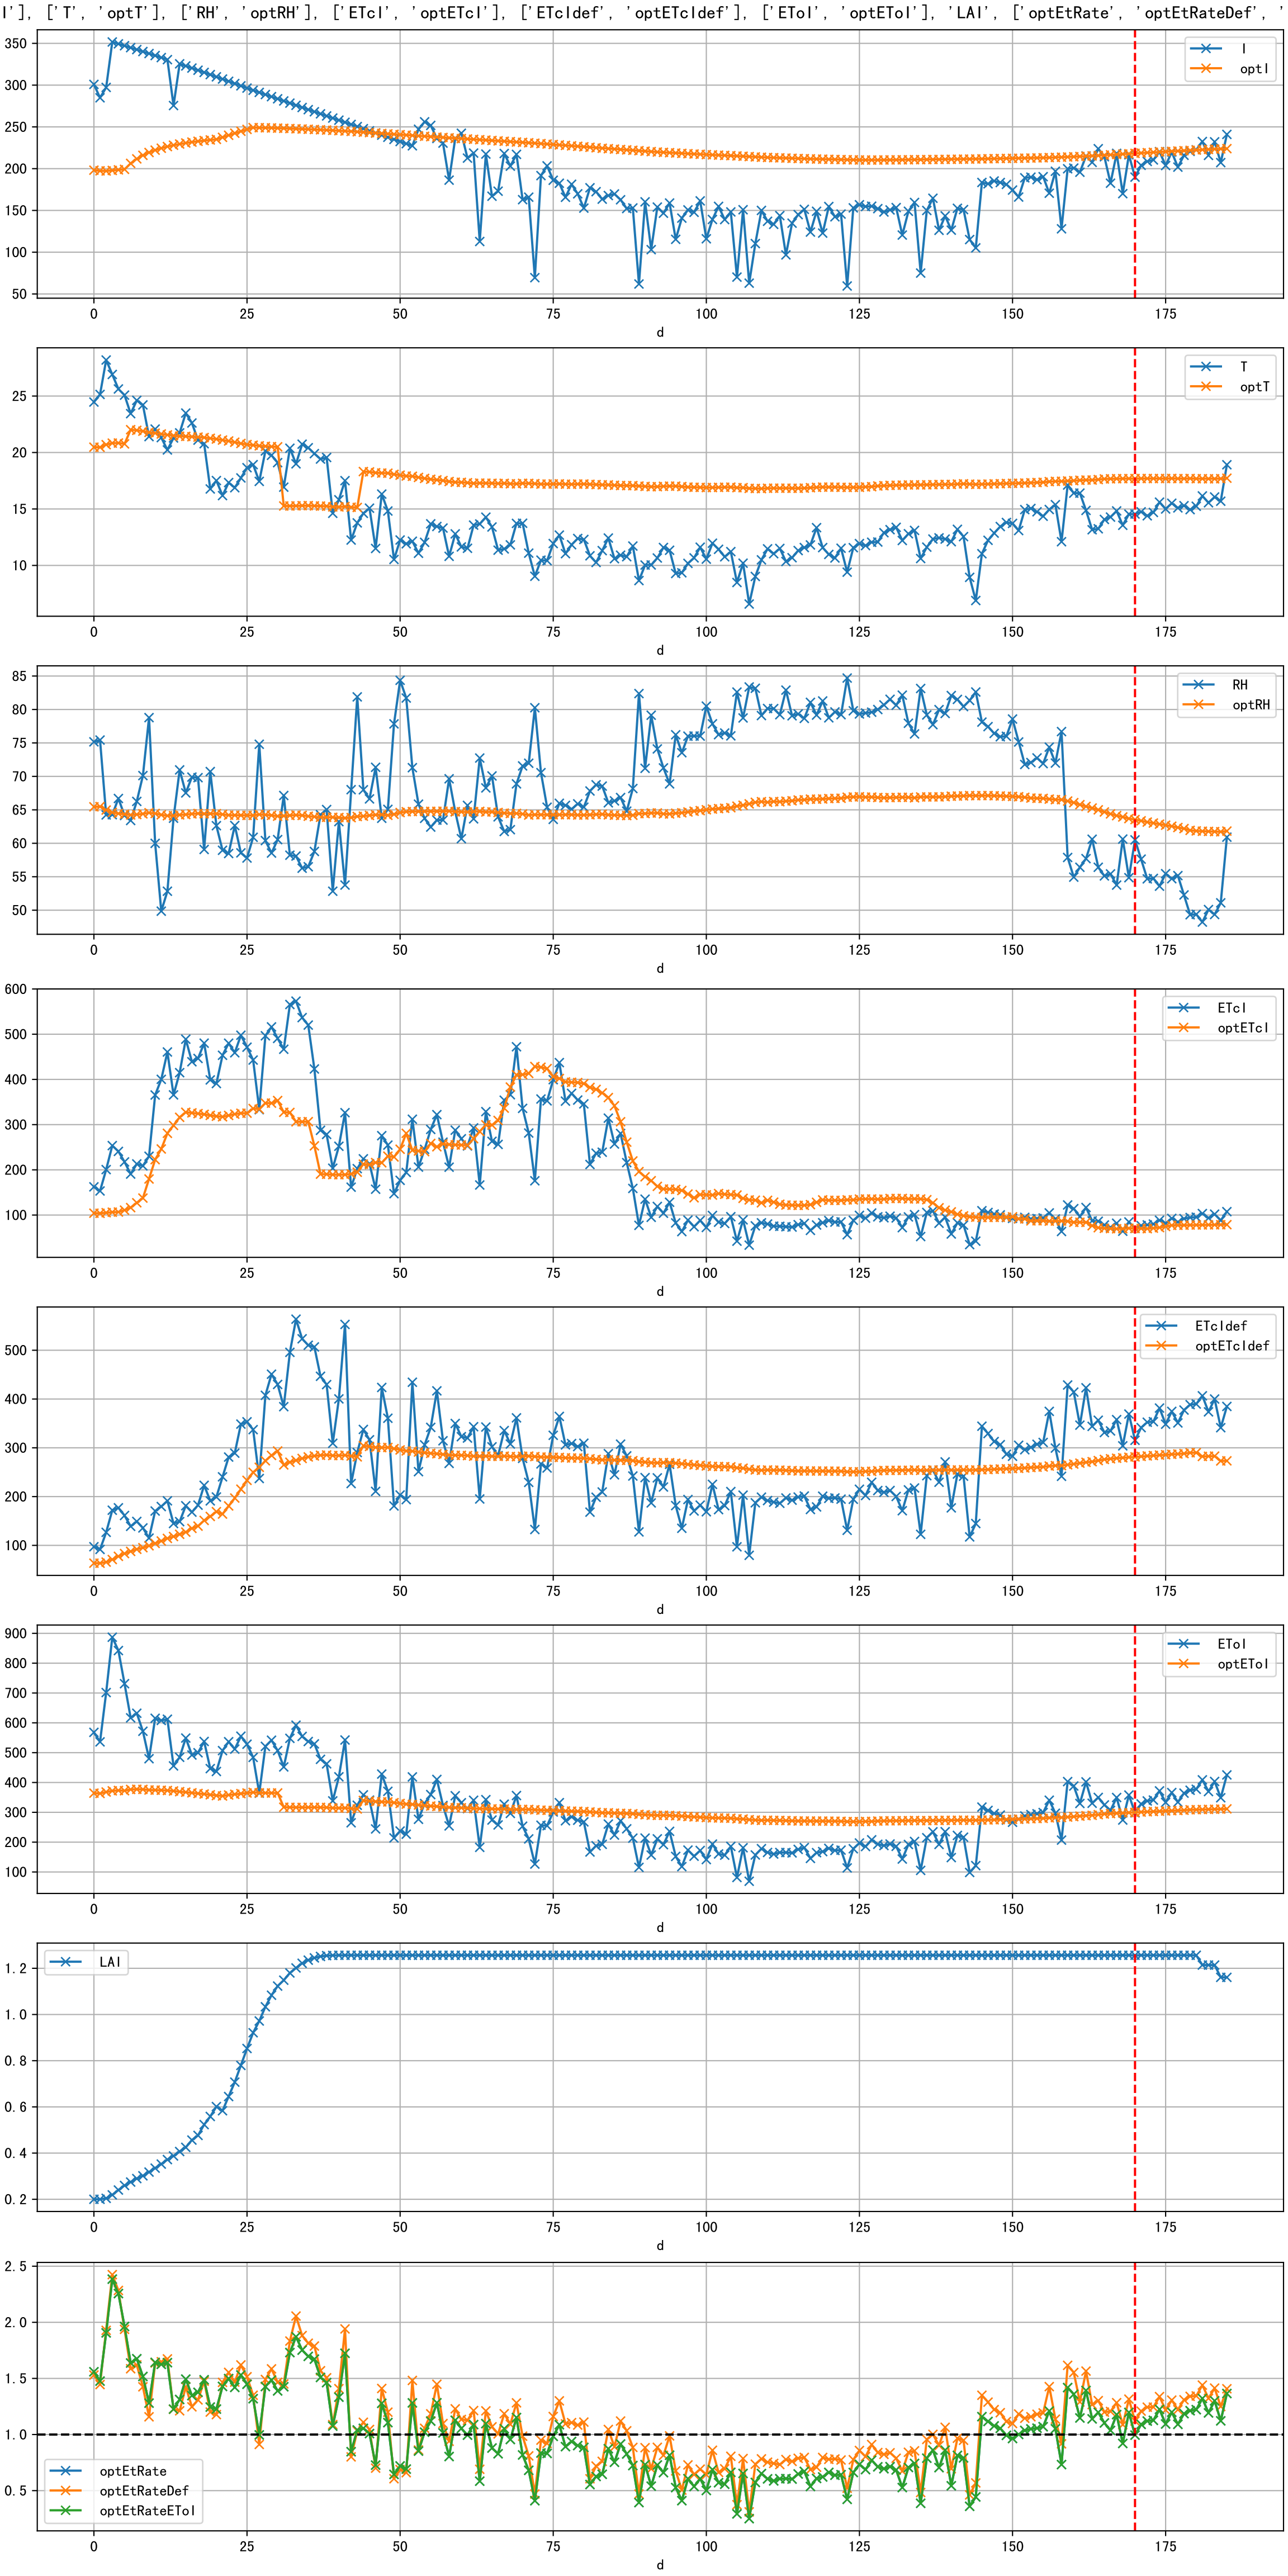 I'], ['T', 'optT'], ['RH', 'optRH'], ['ETcI', 'optETcI'], ['ETcIdef', 'optETcIdef'], ['EToI', 'optEToI'], 'LAI', ['optEtRate', 'optEtRateDef', '
350
300
250
200
150
100
50
I
optI
0 25 50 75 100 125 150 175
d
25
20
15
10
T
optT
0 25 50 75 100 125 150 175
d
85
80
75
70
65
60
55
50
RH
optRH
0 25 50 75 100 125 150 175
d
600
500
400
300
200
100
ETcI
optETcI
0 25 50 75 100 125 150 175
d
500
400
300
200
100
ETcIdef
optETcIdef
0 25 50 75 100 125 150 175
d
900
800
700
600
500
400
300
200
100
EToI
optEToI
0 25 50 75 100 125 150 175
d
1.2
1.0
0.8
0.6
0.4
0.2
LAI
0 25 50 75 100 125 150 175
d
2.5
2.0
1.5
1.0
0.5
optEtRate
optEtRateDef
optEtRateEToI
0 25 50 75 100 125 150 175
d